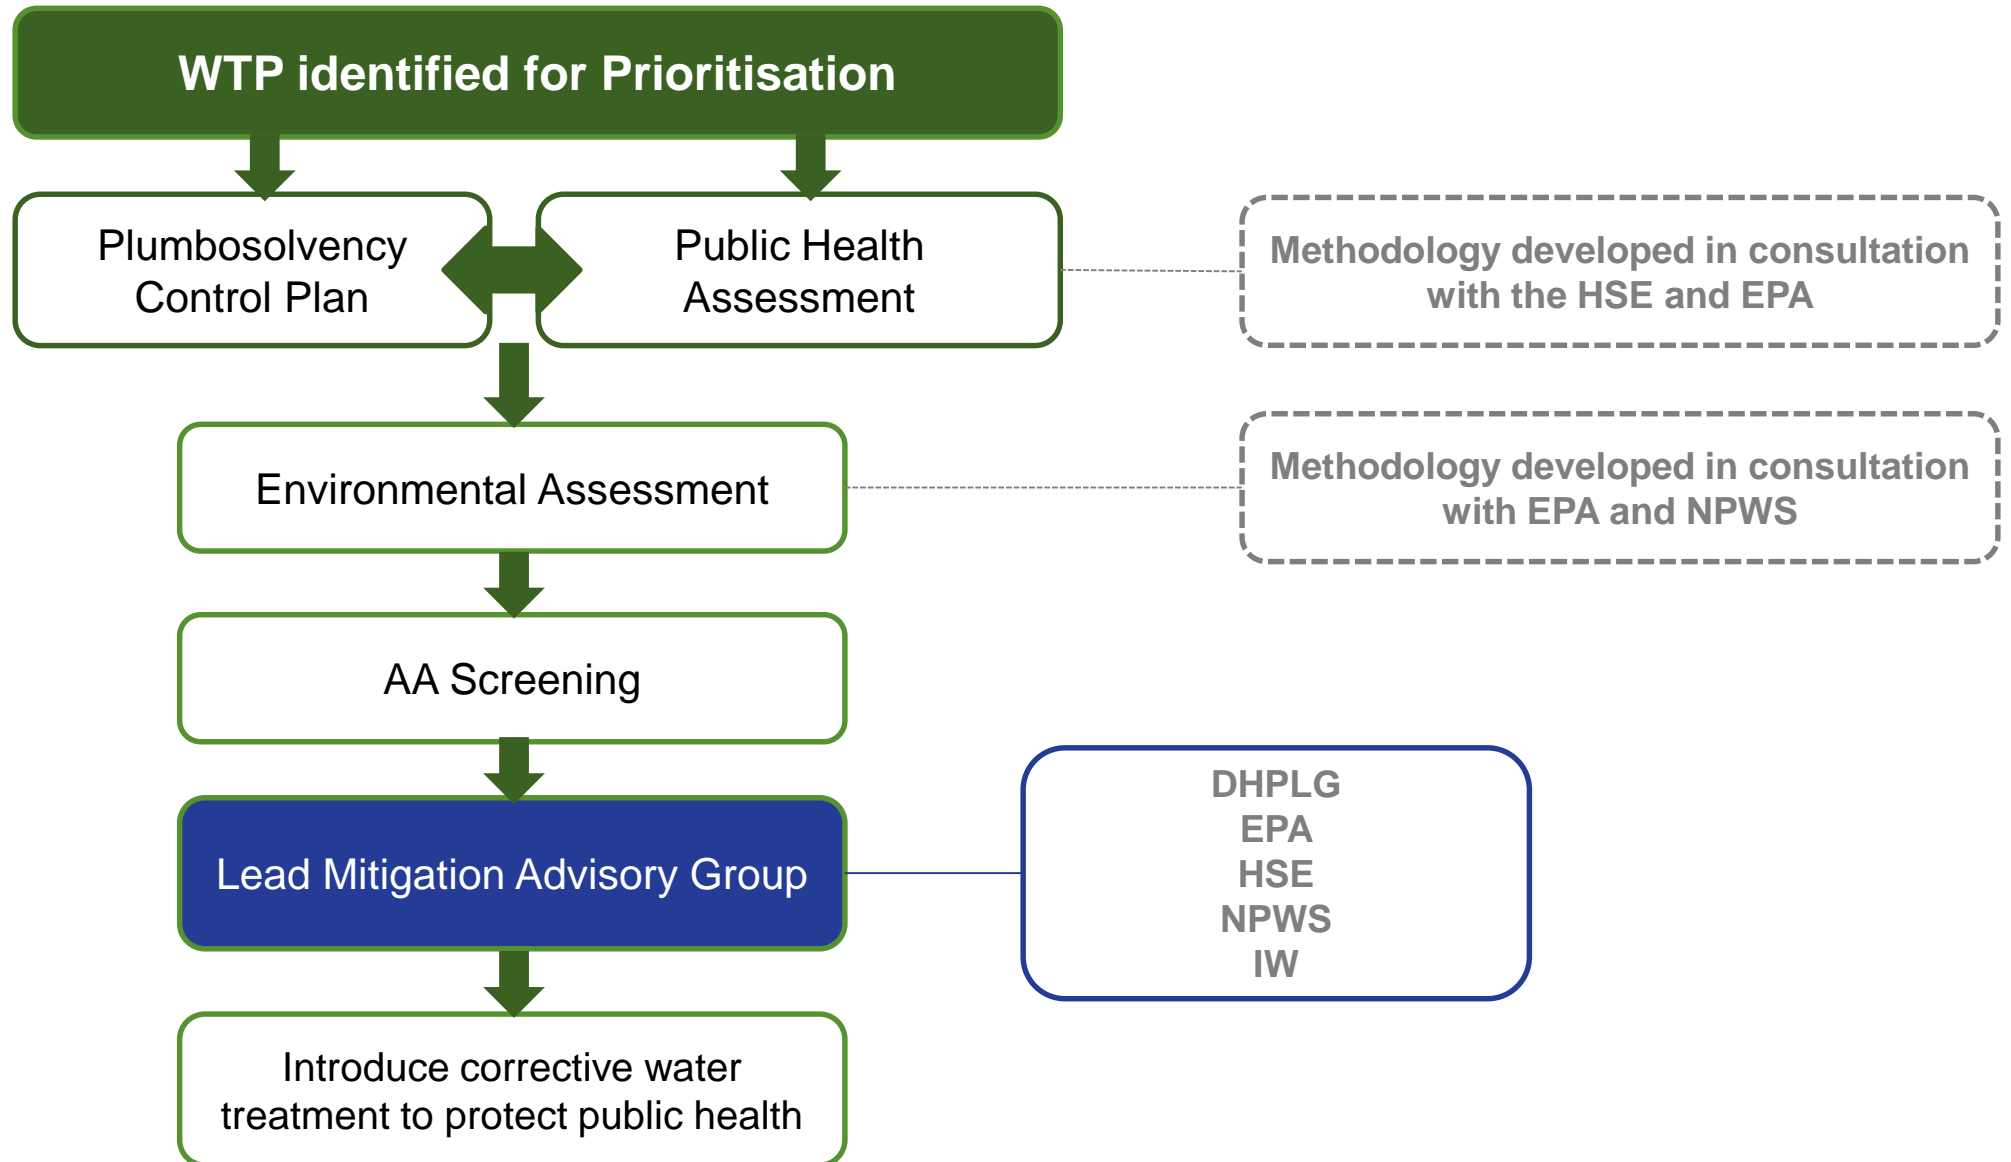 WTP identified for Prioritisation
Plumbosolvency
Control Plan
Public Health
Assessment
Methodology developed in consultation
with the HSE and EPA
Environmental Assessment
Methodology developed in consultation
with EPA and NPWS
AA Screening
Lead Mitigation Advisory Group
DHPLG
EPA
HSE
NPWS
IW
Introduce corrective water
treatment to protect public health